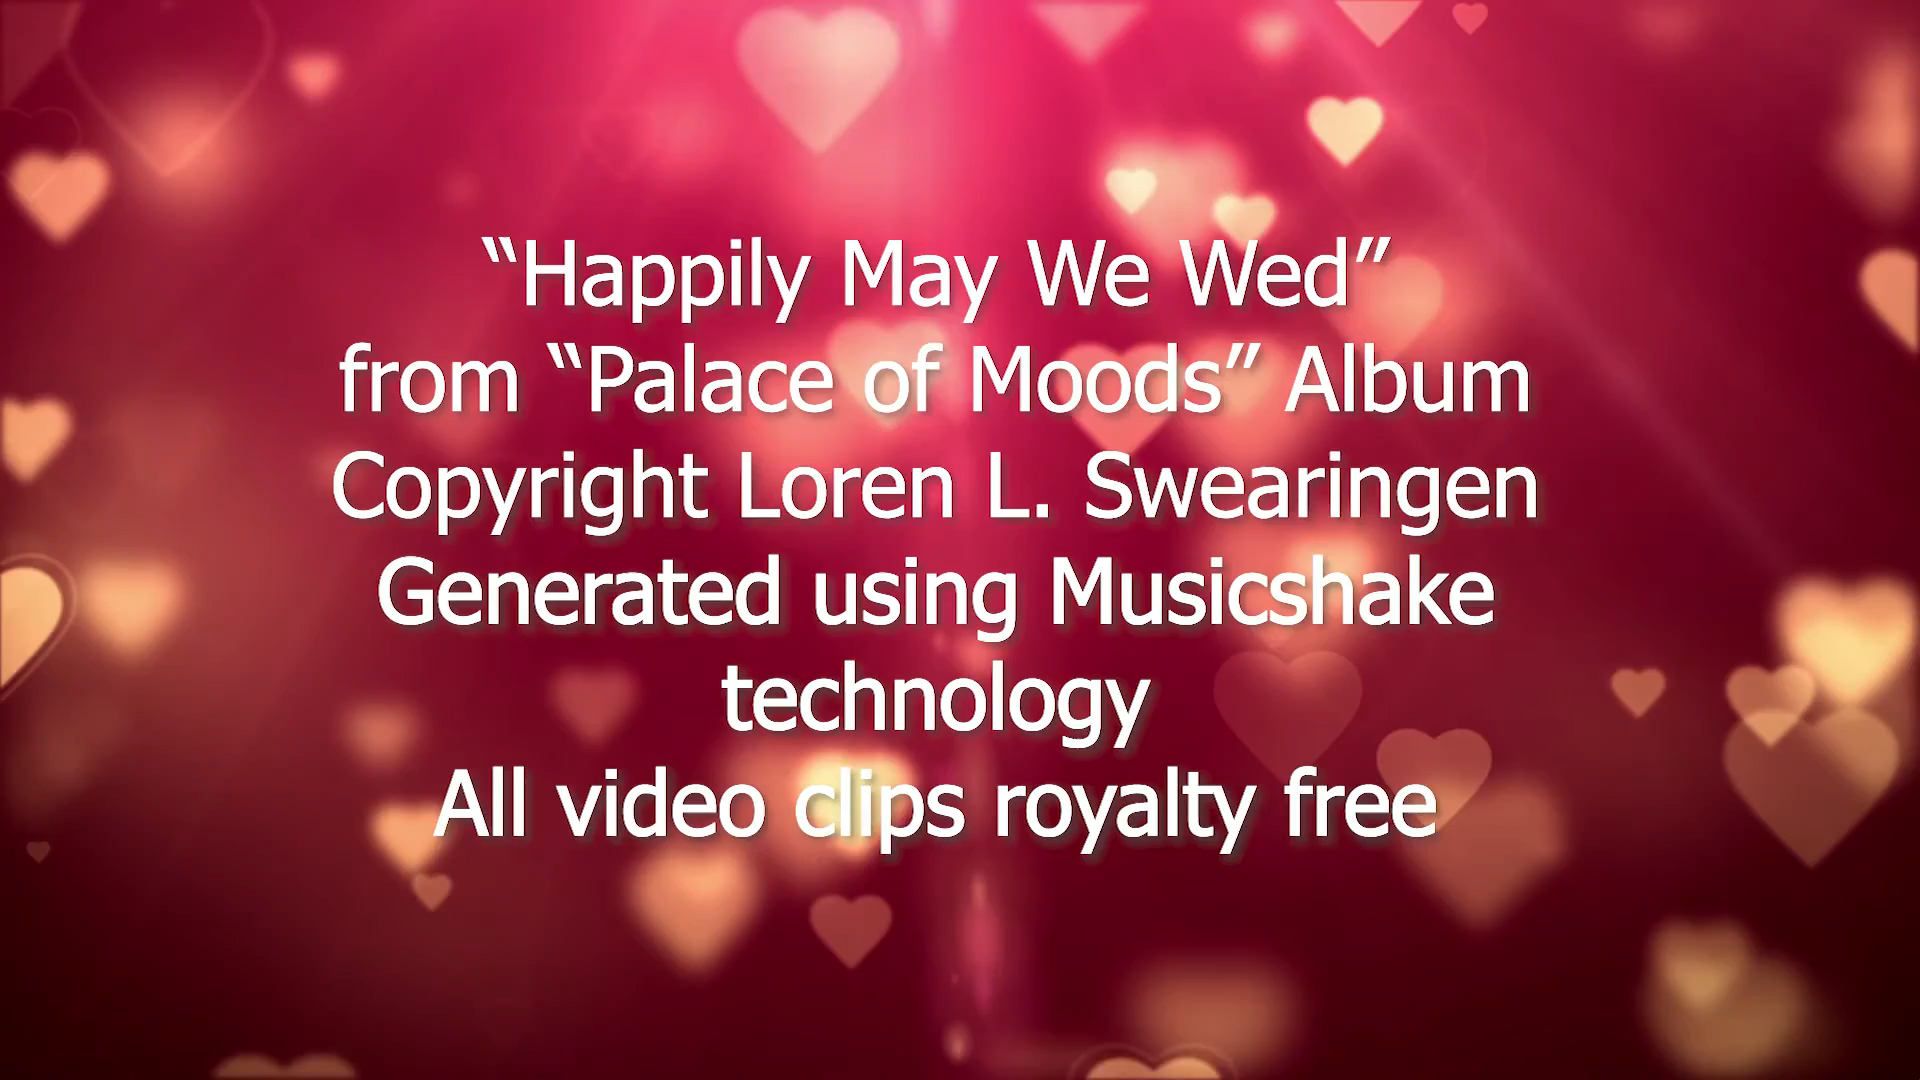 “Happily May We Wed”
from “Palace of Moods” Album
Copyright Loren L. Swearingen
Generated using Musicshake
technology
All video clips royalty free